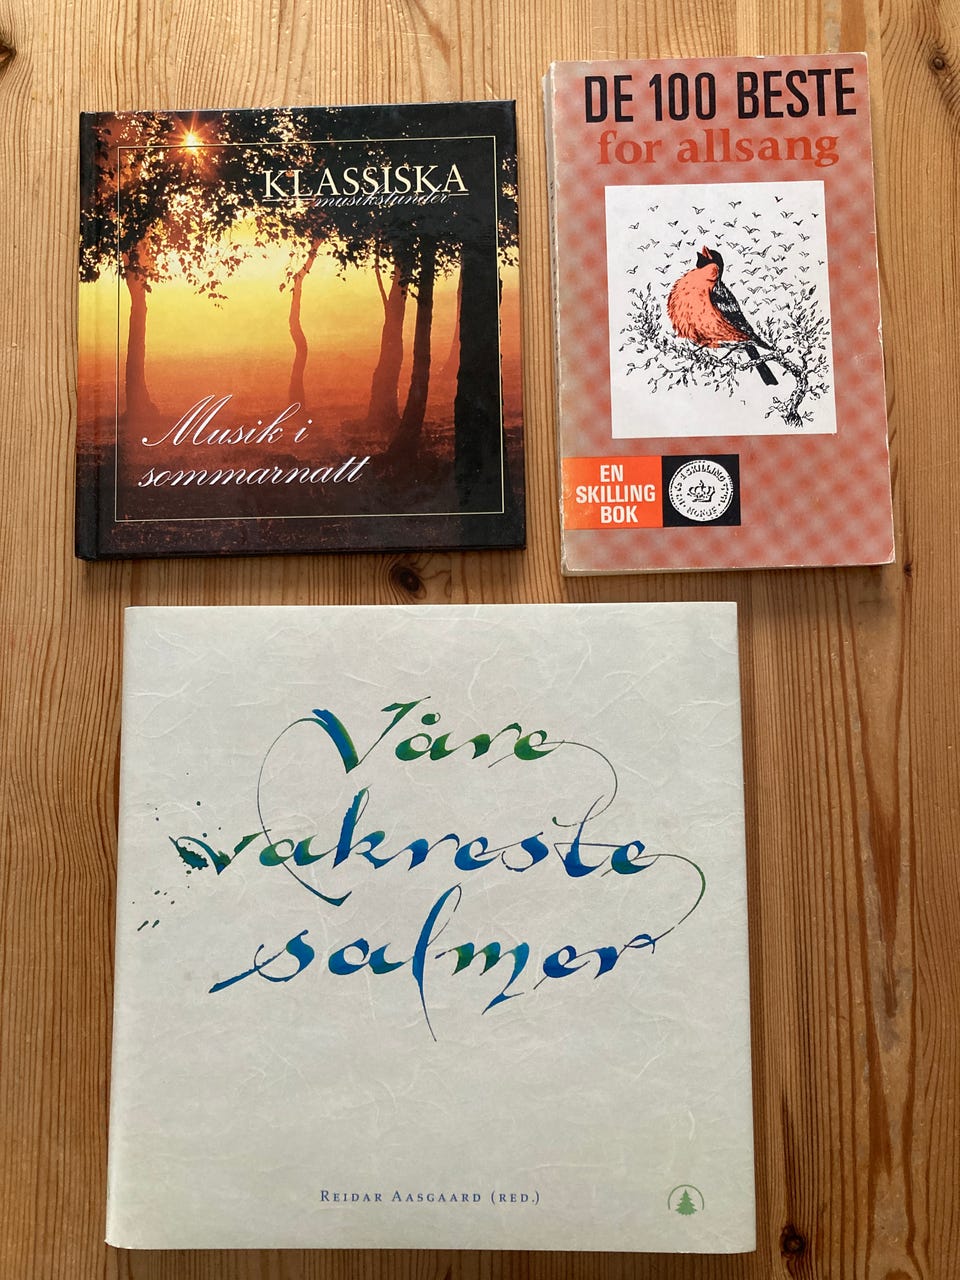 KLASSISKA
musikstunder
Musik i
sommarnatt
DE 100 BESTE
for allsang
EN
SKILLING
BOK
Våre
vakreste
salmer
REIDAR AASGAARD (RED.)